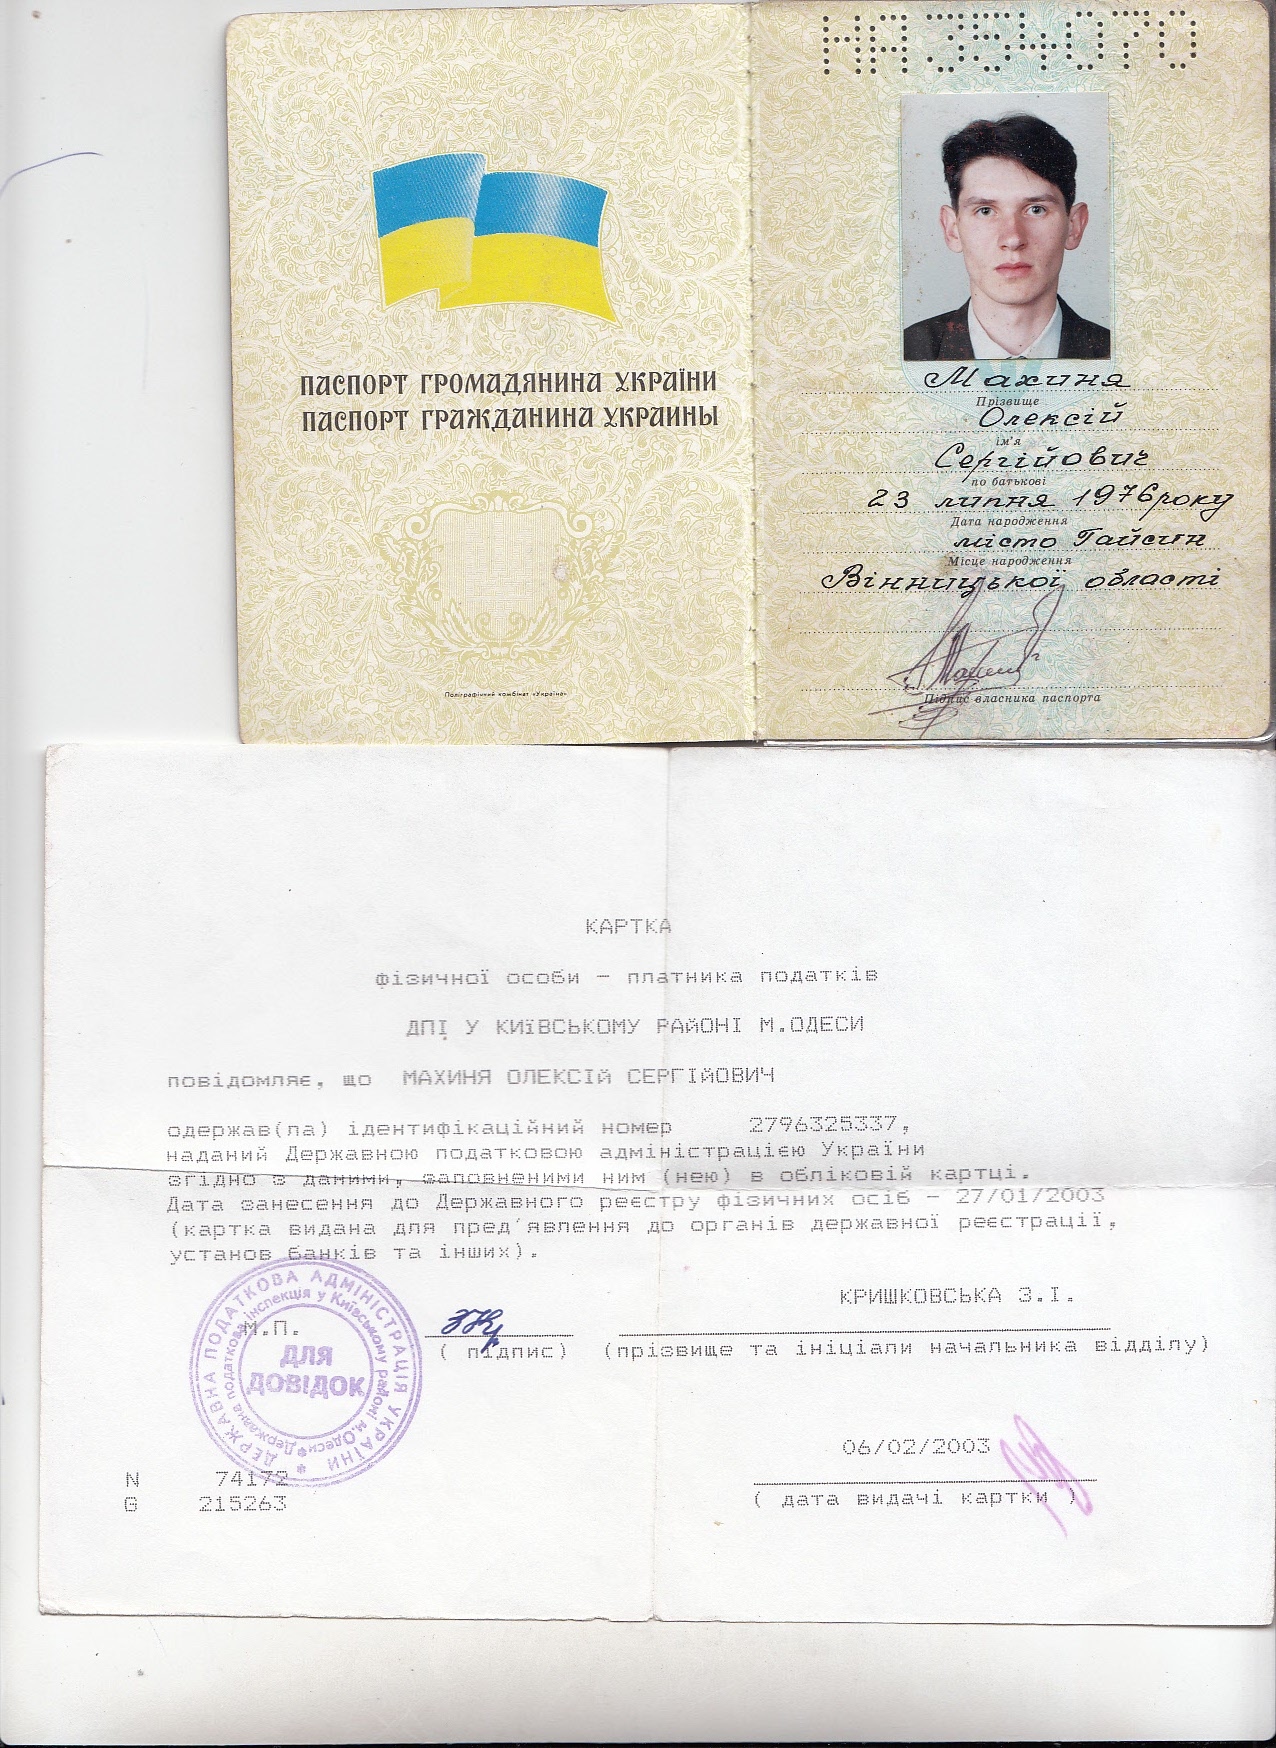 НА354070
ПАСПОРТ ГРОМАДЯНИНА УКРАЇНИ
ПАСПОРТ ГРАЖДАНИНА УКРАИНЫ
Поліграфічний комбінат «Україна»
Махиня
Прізвище
Олексій
ім'я
Сергійович
по батькові
23 липня 1976 року
Дата народження
місто Гайсин
Місце народження
Вінницької області
Підпис власника паспорта
КАРТКА
фізичної особи - платника податків
ДПІ У КИЇВСЬКОМУ РАЙОНІ М.ОДЕСИ
повідомляє, що МАХИНЯ ОЛЕКСІЙ СЕРГІЙОВИЧ
одержав(ла) ідентифікаційний номер 2796325337,
наданий Державною податковою адміністрацією України
згідно з даними, заповненими ним (нею) в обліковій картці.
Дата занесення до Державного реєстру фізичних осіб - 27/01/2003
(картка видана для пред'явлення до органів державної реєстрації,
установ банків та інших).
КРИШКОВСЬКА З.І.
М.П.
( підпис) (прізвище та ініціали начальника відділу)
ДЕРЖАВНА ПОДАТКОВА АДМІНІСТРАЦІЯ УКРАЇНИ *
Державна податкова інспекція у Київському районі м.Одеси *
ДЛЯ
ДОВІДОК
06/02/2003
N 74172
G 215263
( дата видачі картки )